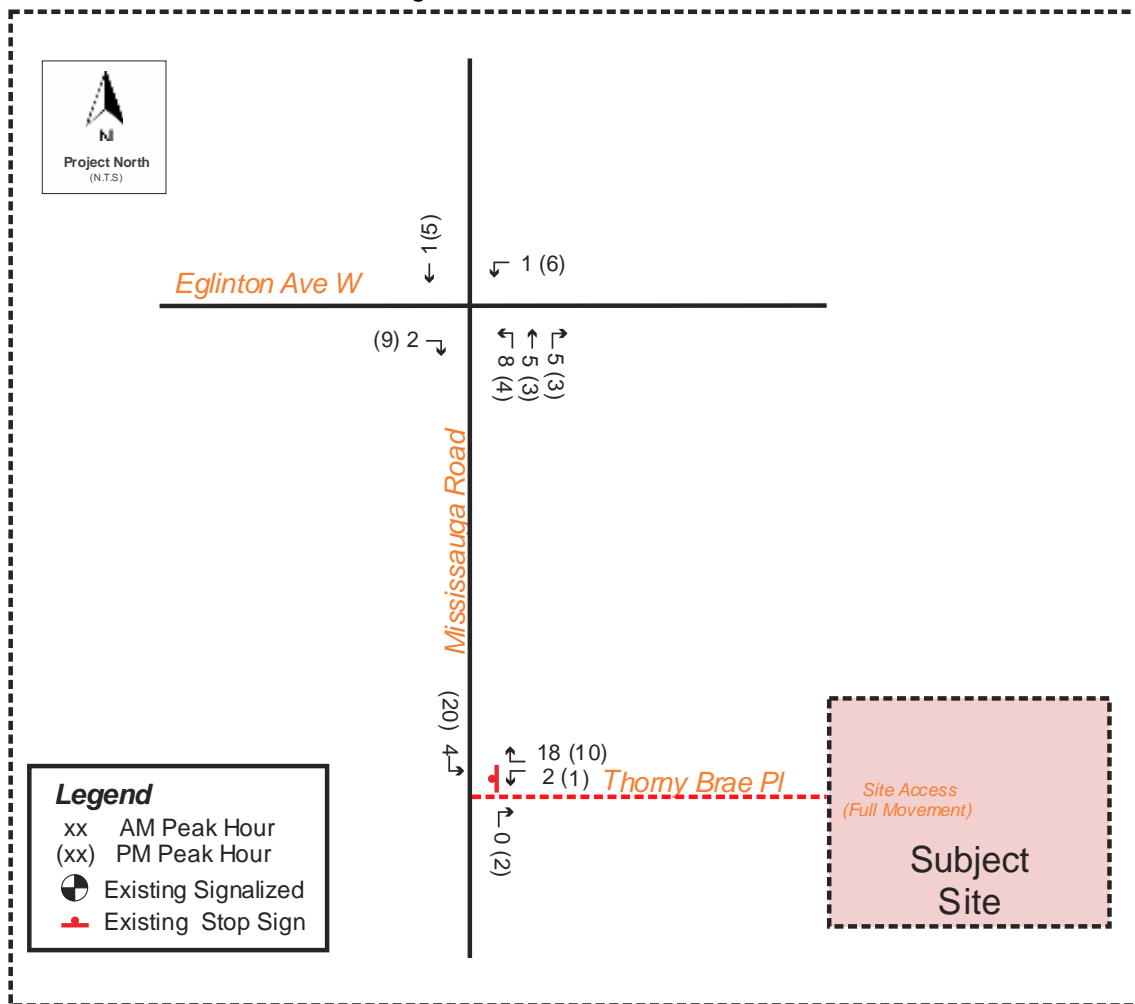 N
Project North
(N.T.S)
1 (5)
1 (6)
Eglinton Ave W
(9) 2
8 (4)
5 (3)
5 (3)
Mississauga Road
(20) 4
18 (10)
2 (1)
Thorny Brae Pl
0 (2)
Site Access
(Full Movement)
Subject
Site
Legend
xx AM Peak Hour
(xx) PM Peak Hour
Existing Signalized
Existing Stop Sign